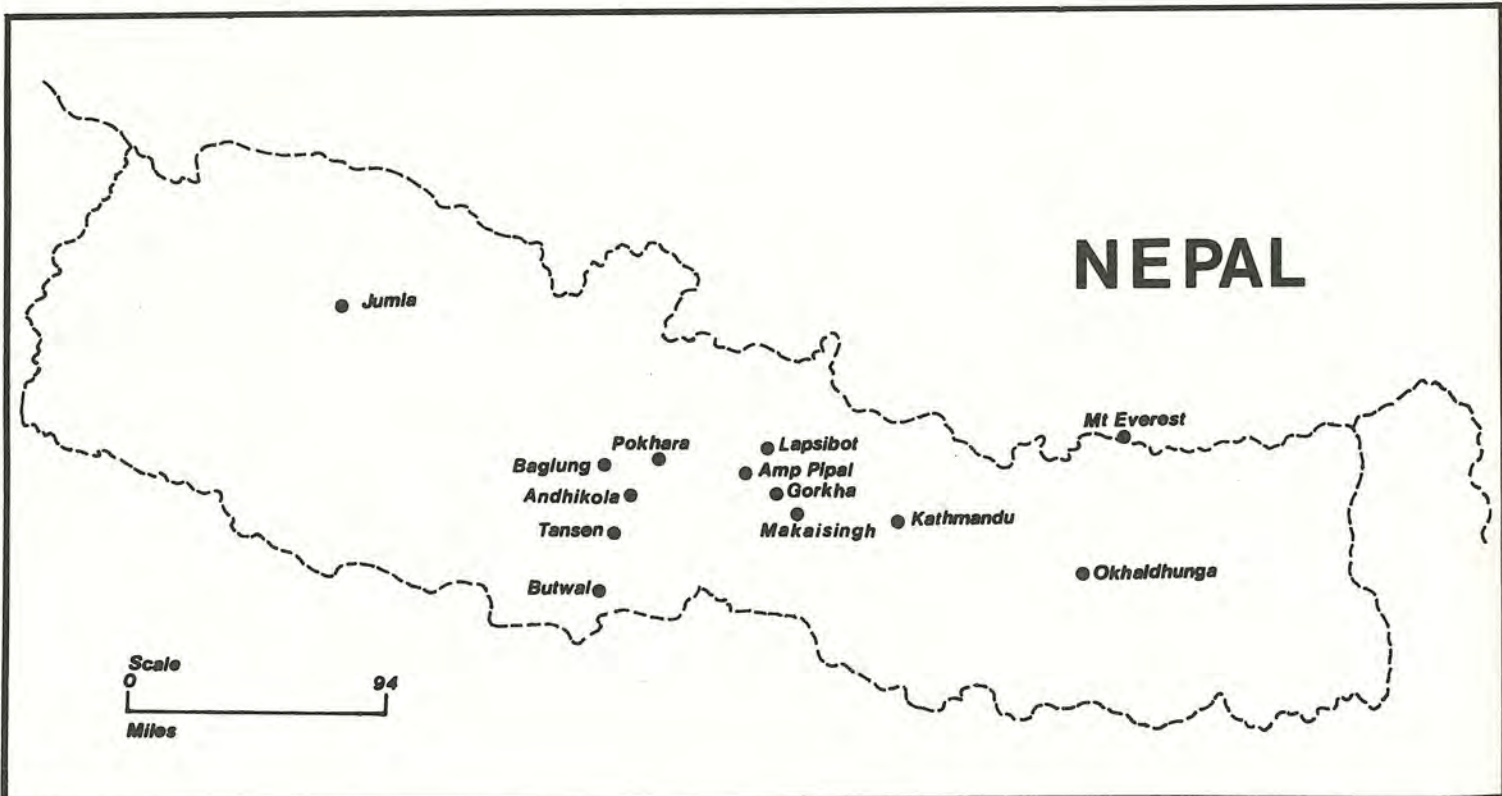 NEPAL
Jumla
Mt Everest
Pokhara
Lapsibot
Baglung
Amp Pipal
Andhikola
Gorkha
Tansen
Makaisingh
Kathmandu
Okhaldhunga
Butwal
Scale
0 94
Miles